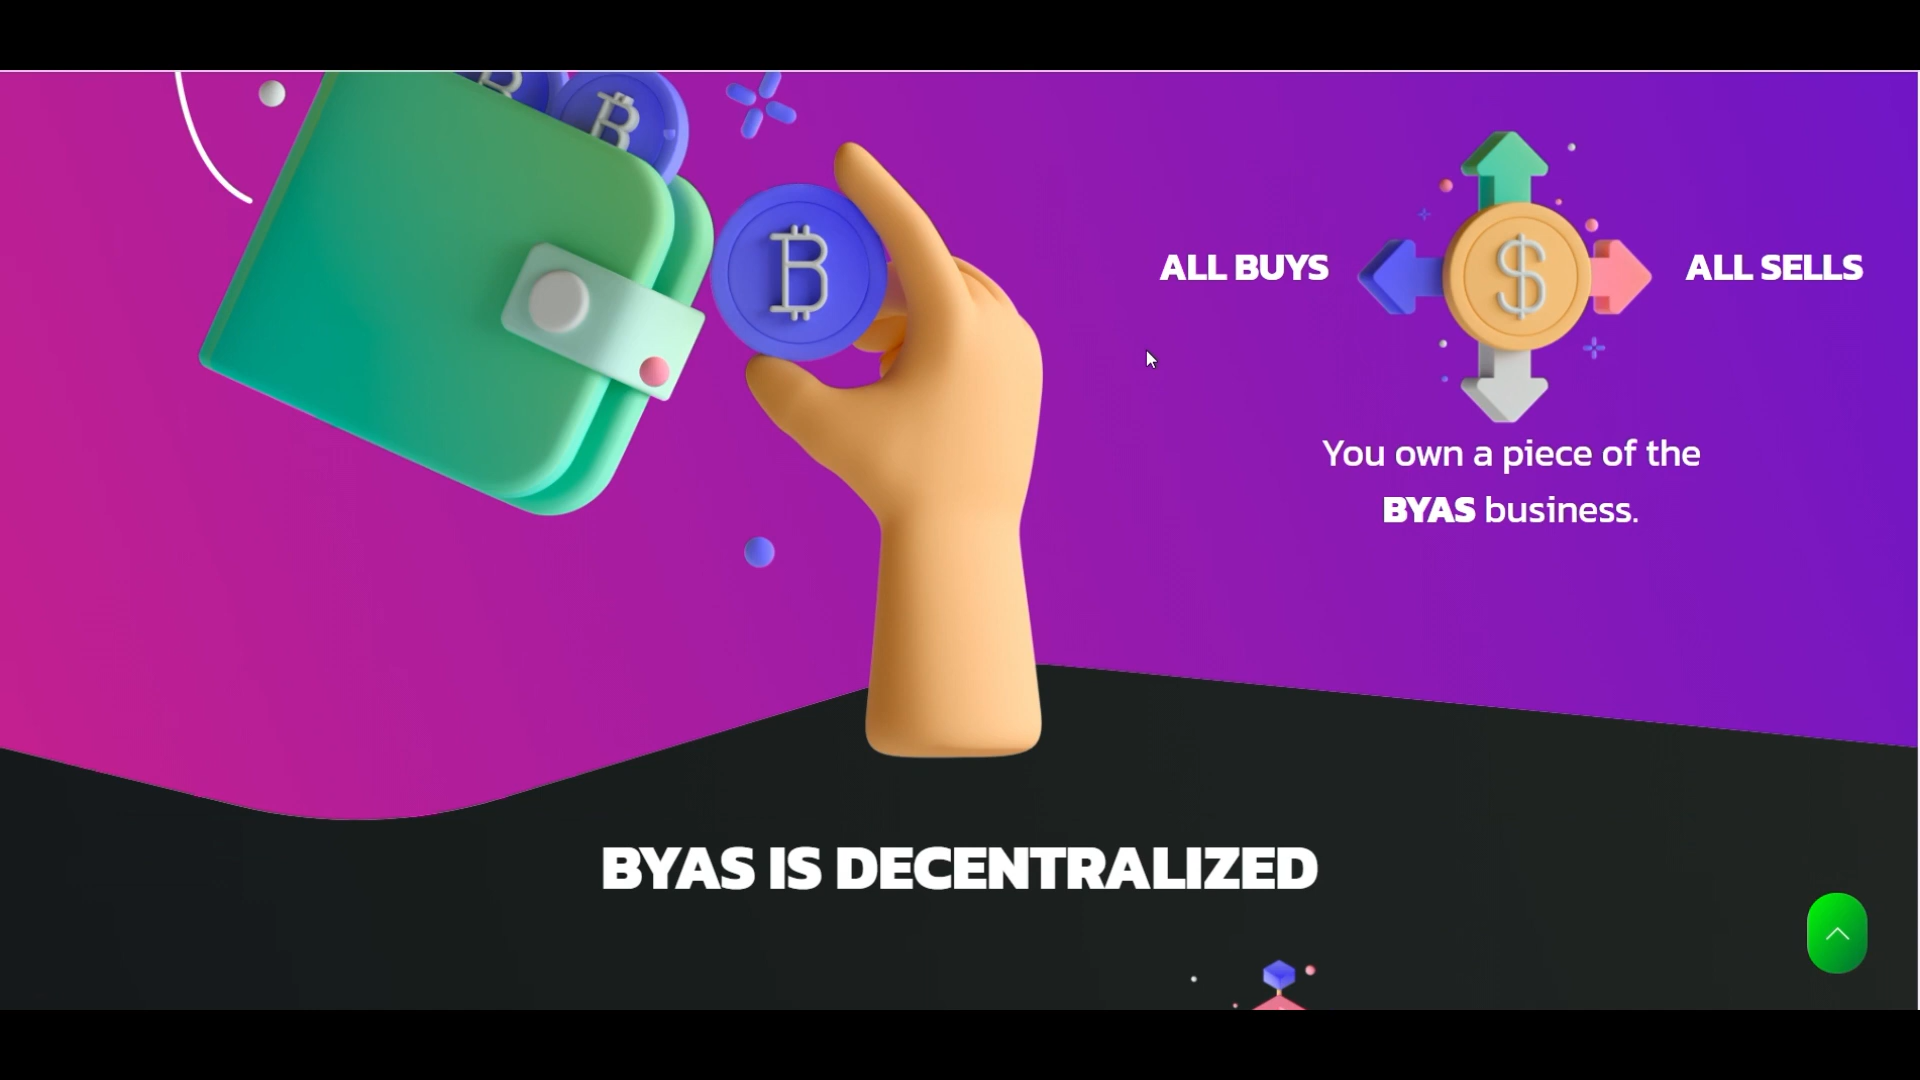 ALL BUYS
ALL SELLS
You own a piece of the
BYAS business.
BYAS IS DECENTRALIZED